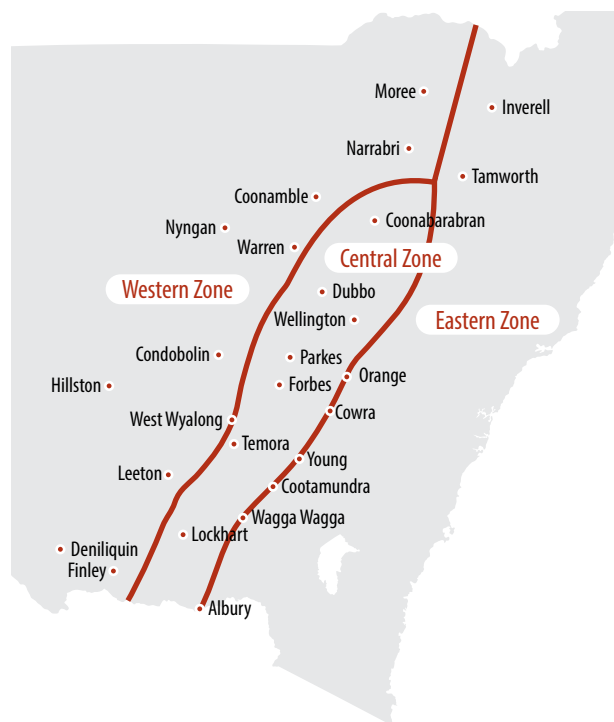 Moree
Inverell
Narrabri
Tamworth
Coonamble
Coonabarabran
Nyngan
Warren
Central Zone
Western Zone
Dubbo
Wellington
Eastern Zone
Condobolin
Parkes
Orange
Hillston
Forbes
West Wyalong
Cowra
Temora
Young
Leeton
Cootamundra
Wagga Wagga
Lockhart
Deniliquin
Finley
Albury